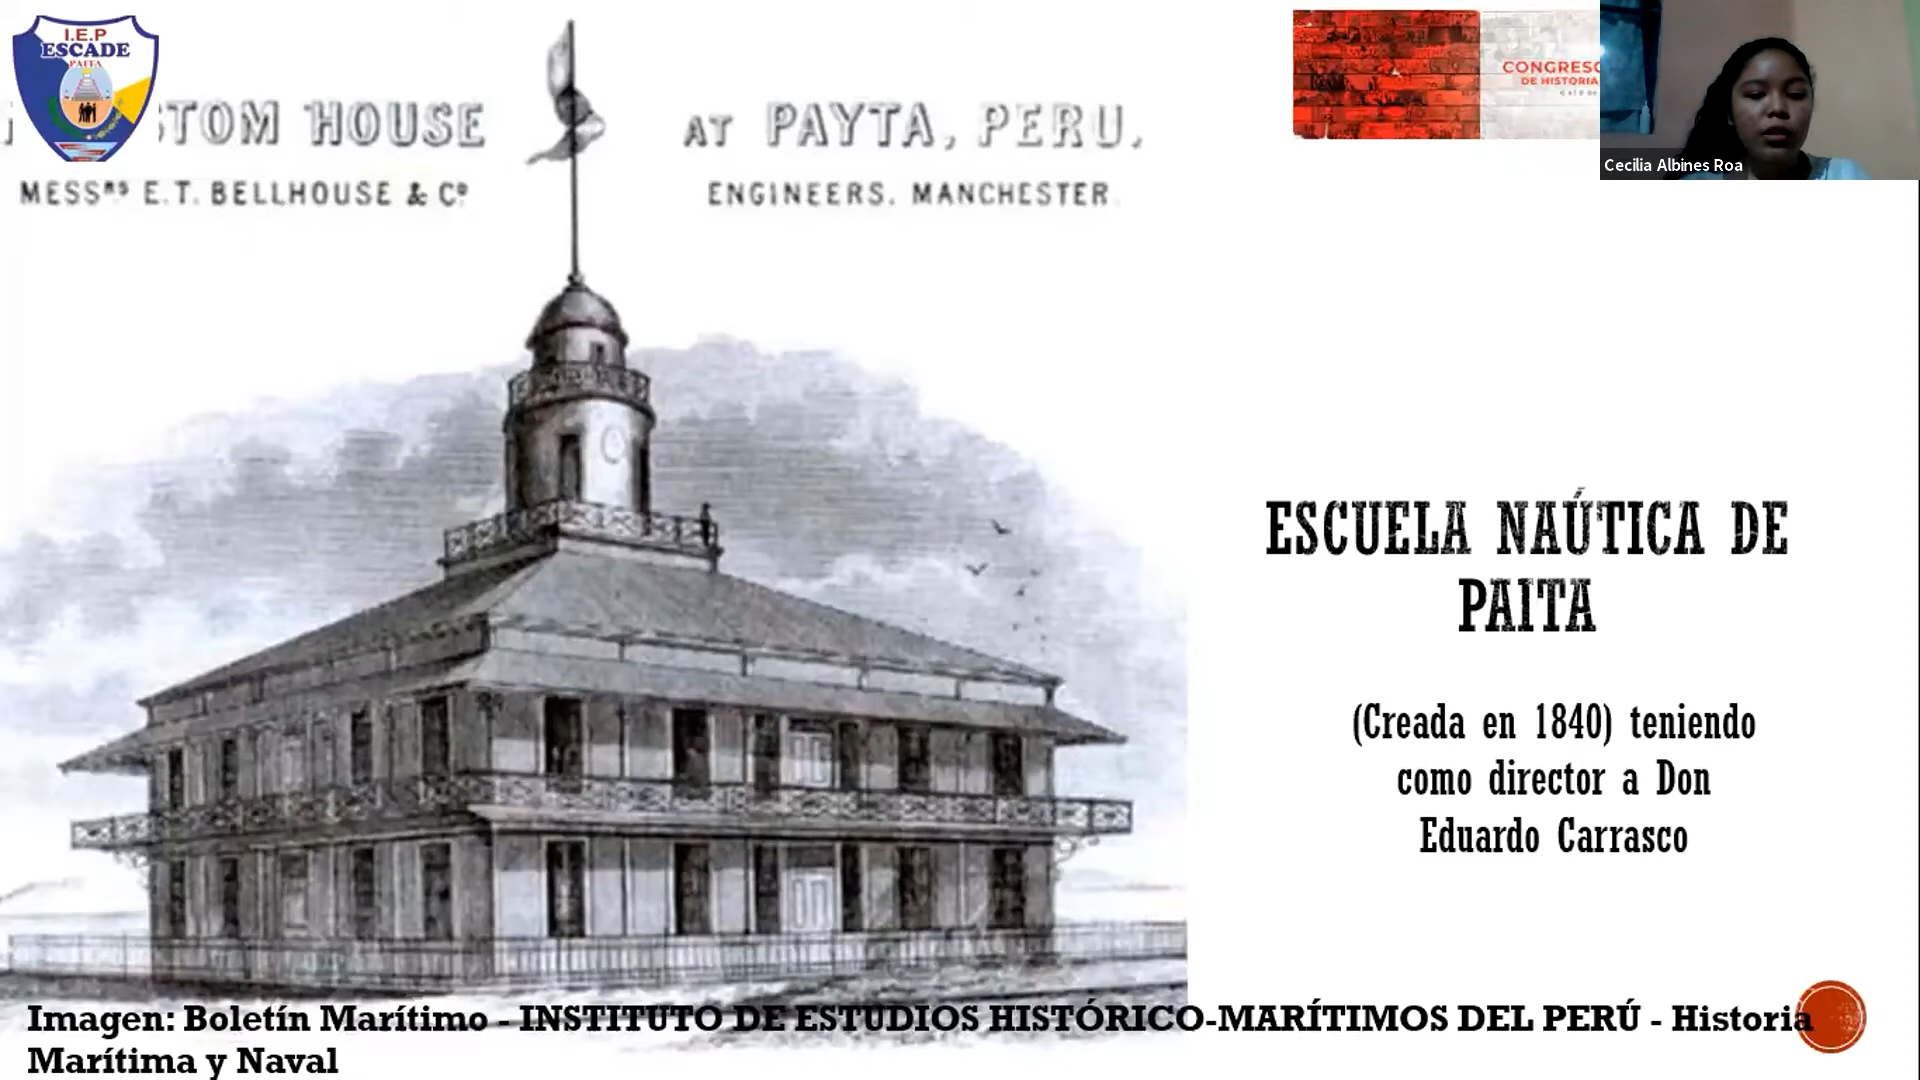 I.E.P
ESCADE
PAITA
STOM HOUSE
AT PAYTA, PERU.
MESSRS E.T. BELLHOUSE & Co
ENGINEERS, MANCHESTER.
CONGRESO
DE HISTORIA
Cecilia Albines Roa
ESCUELA NAÚTICA DE
PAITA
(Creada en 1840) teniendo
como director a Don
Eduardo Carrasco
Imagen: Boletín Marítimo - INSTITUTO DE ESTUDIOS HISTÓRICO-MARÍTIMOS DEL PERÚ - Historia
Marítima y Naval